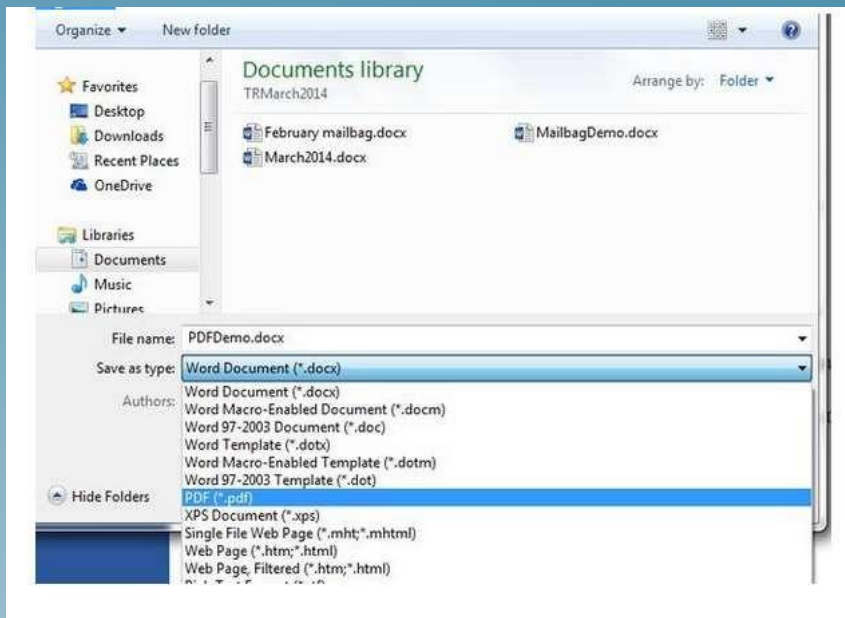 Organize New folder
Favorites
Desktop
Downloads
Recent Places
OneDrive
Libraries
Documents
Music
Pictures
Documents library
TRMarch2014
Arrange by: Folder
February mailbag.docx MailbagDemo.docx
March2014.docx
File name: PDFDemo.docx
Save as type: Word Document (*.docx)
Authors:
Word Document (*.docx)
Word Macro-Enabled Document (*.docm)
Word 97-2003 Document (*.doc)
Word Template (*.dotx)
Word Macro-Enabled Template (*.dotm)
Word 97-2003 Template (*.dot)
PDF (*.pdf)
XPS Document (*.xps)
Single File Web Page (*.mht;*.mhtml)
Web Page (*.htm;*.html)
Web Page, Filtered (*.htm;*.html)
Hide Folders